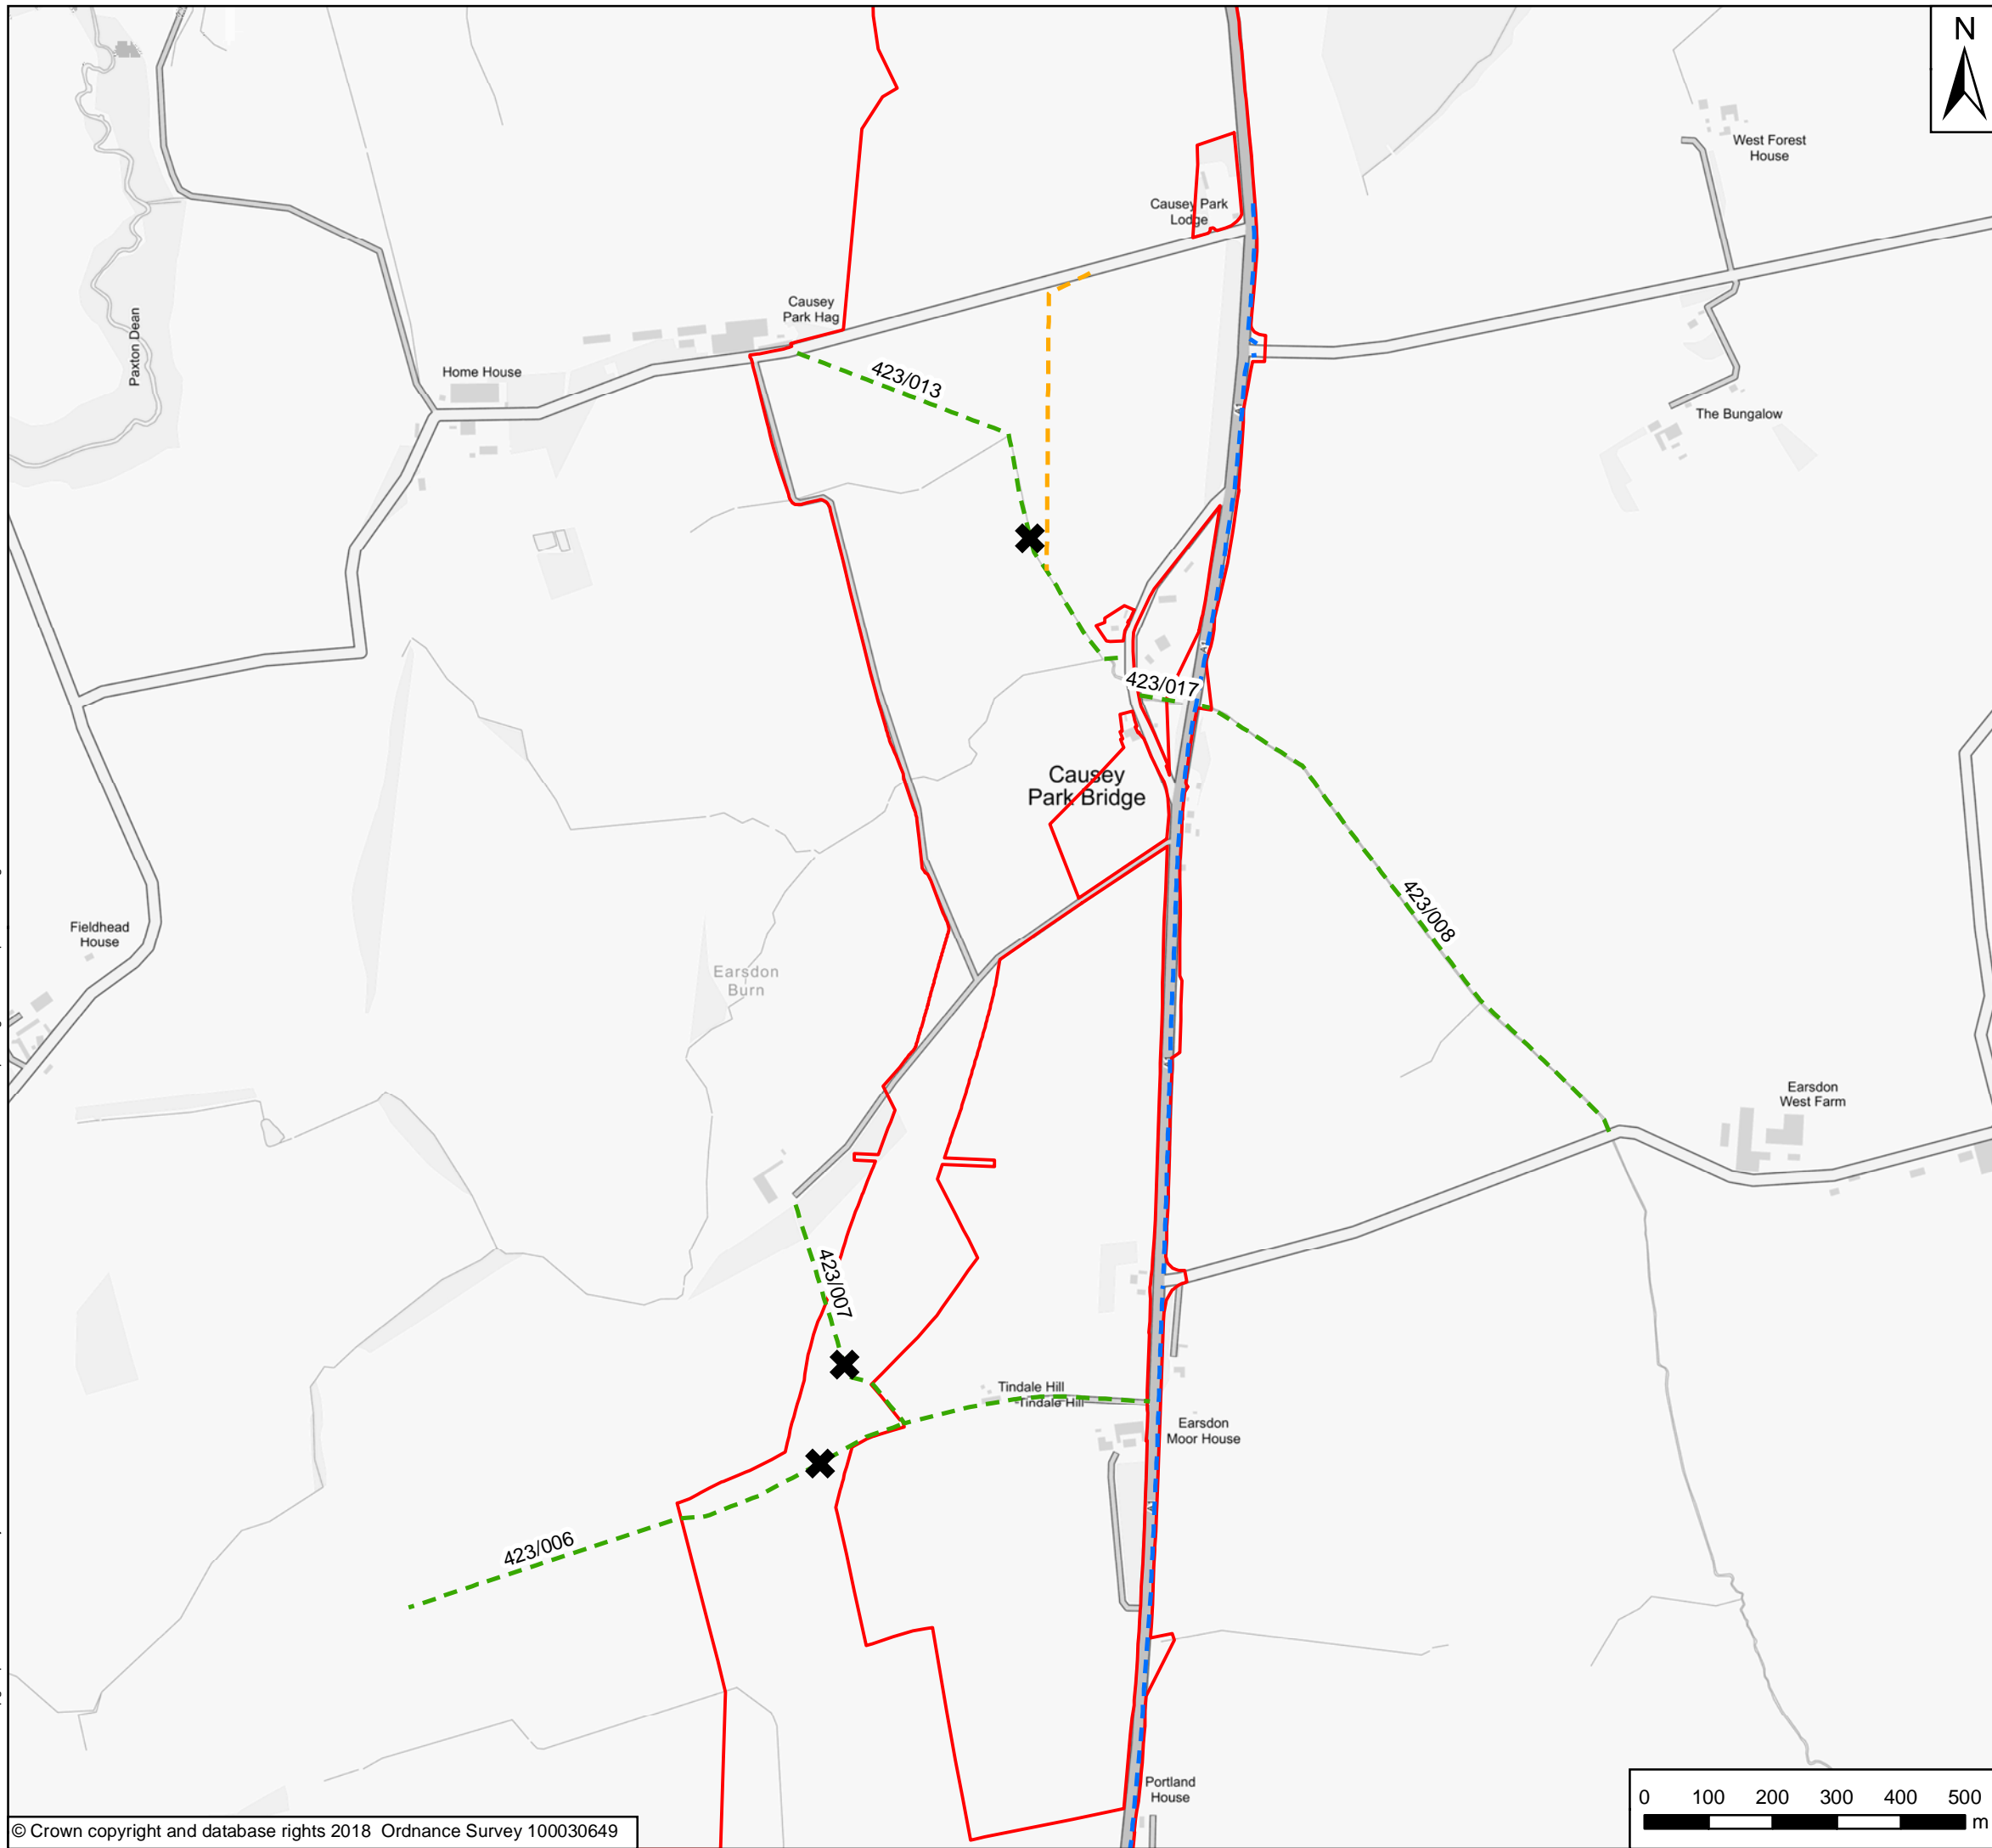 N
West Forest
House
Causey Park
Lodge
Causey
Park Hag
Paxton Dean
Home House
423/013
A1
The Bungalow
A1
423/017
Causey
Park Bridge
423/008
Fieldhead
House
Earsdon
Burn
Earsdon
West Farm
423/007
Tindale Hill
Tindale Hill
Earsdon
Moor House
423/006
Portland
House
0 100 200 300 400 500
m
© Crown copyright and database rights 2018 Ordnance Survey 100030649